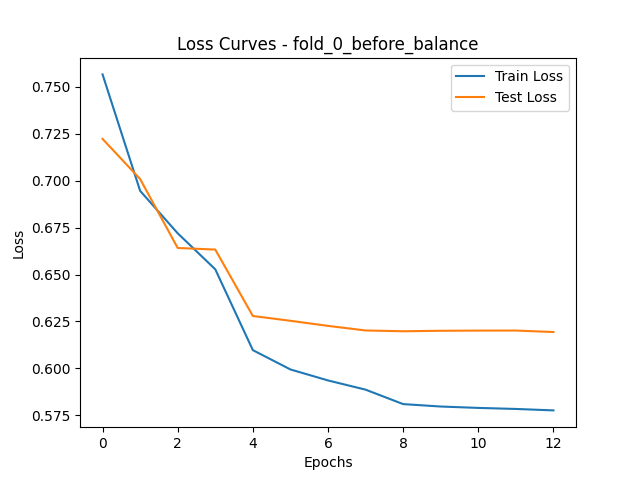 Loss Curves - fold_0_before_balance
Train Loss
Test Loss
0.750
0.725
0.700
0.675
0.650
0.625
0.600
0.575
Loss
0 2 4 6 8 10 12
Epochs